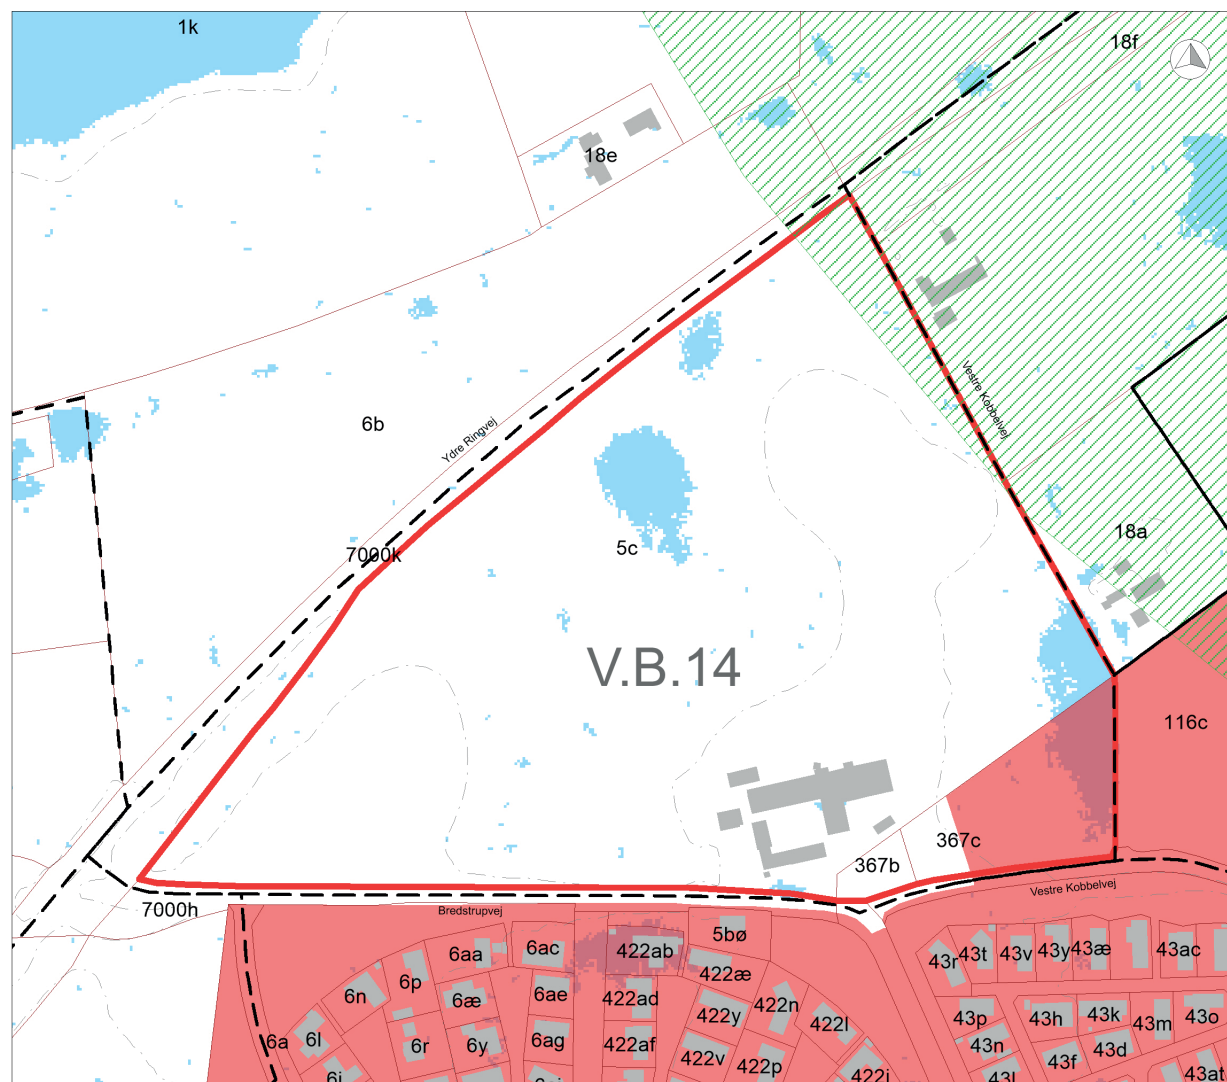 1k
18f
18e
6b
Ydre Ringvej
Vestre Kobbelvej
7000k
5c
18a
V.B.14
116c
367c
367b
Vestre Kobbelvej
7000h
Bredstrupvej
5bø
6aa
6ac
422ab
43r
43t
43v
43y
43æ
43ac
6n
6p
422æ
6æ
6ae
422ad
422y
422n
422l
43p
43h
43k
43m
43o
6a
6l
6r
6y
6ag
422af
422v
422p
43n
43f
43d
43at